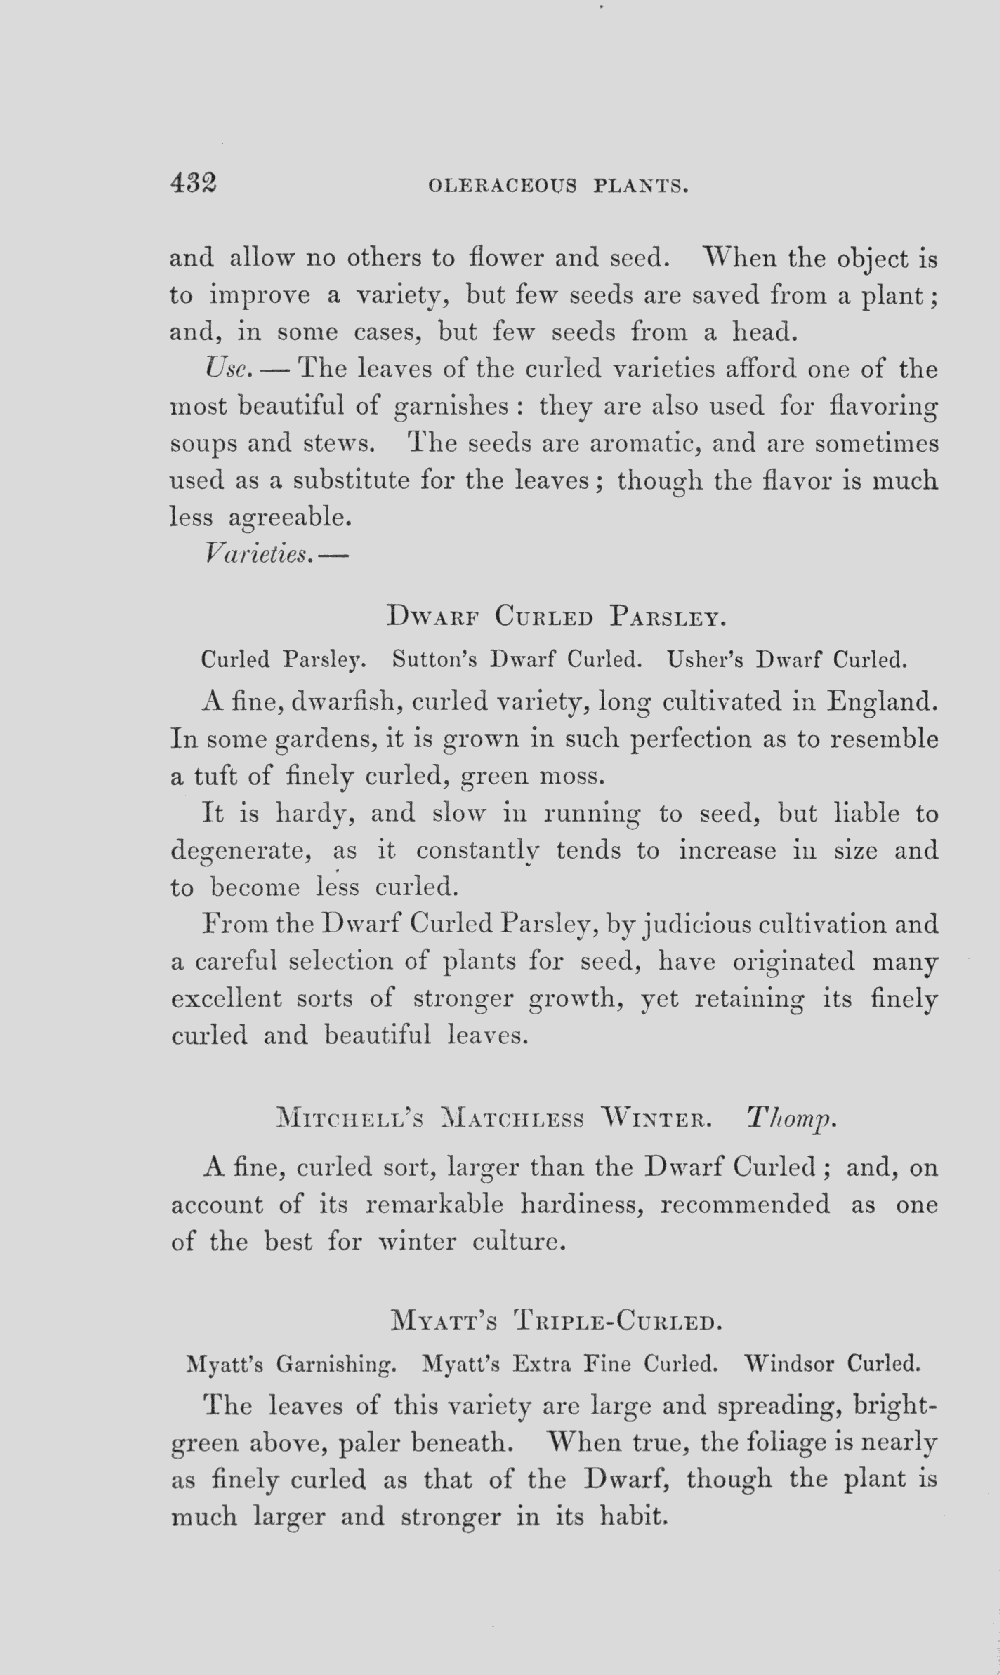 432 OLERACEOUS PLANTS.
and allow no others to flower and seed. When the object is
to improve a variety, but few seeds are saved from a plant;
and, in some cases, but few seeds from a head.
Use. — The leaves of the curled varieties afford one of the
most beautiful of garnishes: they are also used for flavoring
soups and stews. The seeds are aromatic, and are sometimes
used as a substitute for the leaves; though the flavor is much
less agreeable.
Varieties. —
DWARF CURLED PARSLEY.
Curled Parsley. Sutton's Dwarf Curled. Usher's Dwarf Curled.
A fine, dwarfish, curled variety, long cultivated in England.
In some gardens, it is grown in such perfection as to resemble
a tuft of finely curled, green moss.
It is hardy, and slow in running to seed, but liable to
degenerate, as it constantly tends to increase in size and
to become less curled.
From the Dwarf Curled Parsley, by judicious cultivation and
a careful selection of plants for seed, have originated many
excellent sorts of stronger growth, yet retaining its finely
curled and beautiful leaves.
MITCHELL'S MATCHLESS WINTER. Thomp.
A fine, curled sort, larger than the Dwarf Curled; and, on
account of its remarkable hardiness, recommended as one
of the best for winter culture.
MYATT'S TRIPLE-CURLED.
Myatt's Garnishing. Myatt's Extra Fine Curled. Windsor Curled.
The leaves of this variety are large and spreading, bright-
green above, paler beneath. When true, the foliage is nearly
as finely curled as that of the Dwarf, though the plant is
much larger and stronger in its habit.